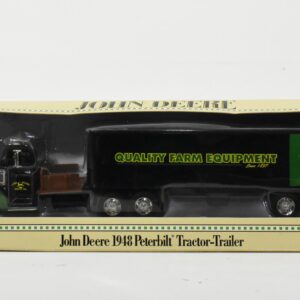 JOHN DEERE
QUALITY FARM EQUIPMENT
Since 1837
John Deere 1948 Peterbilt® Tractor-Trailer